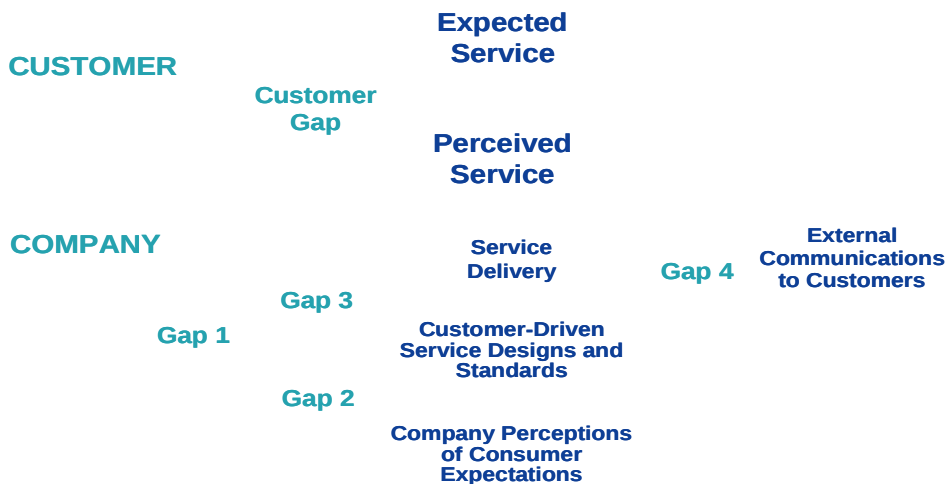 Expected
Service
CUSTOMER
Customer
Gap
Perceived
Service
COMPANY
Service
Delivery
Gap 4
External
Communications
to Customers
Gap 3
Gap 1
Customer-Driven
Service Designs and
Standards
Gap 2
Company Perceptions
of Consumer
Expectations